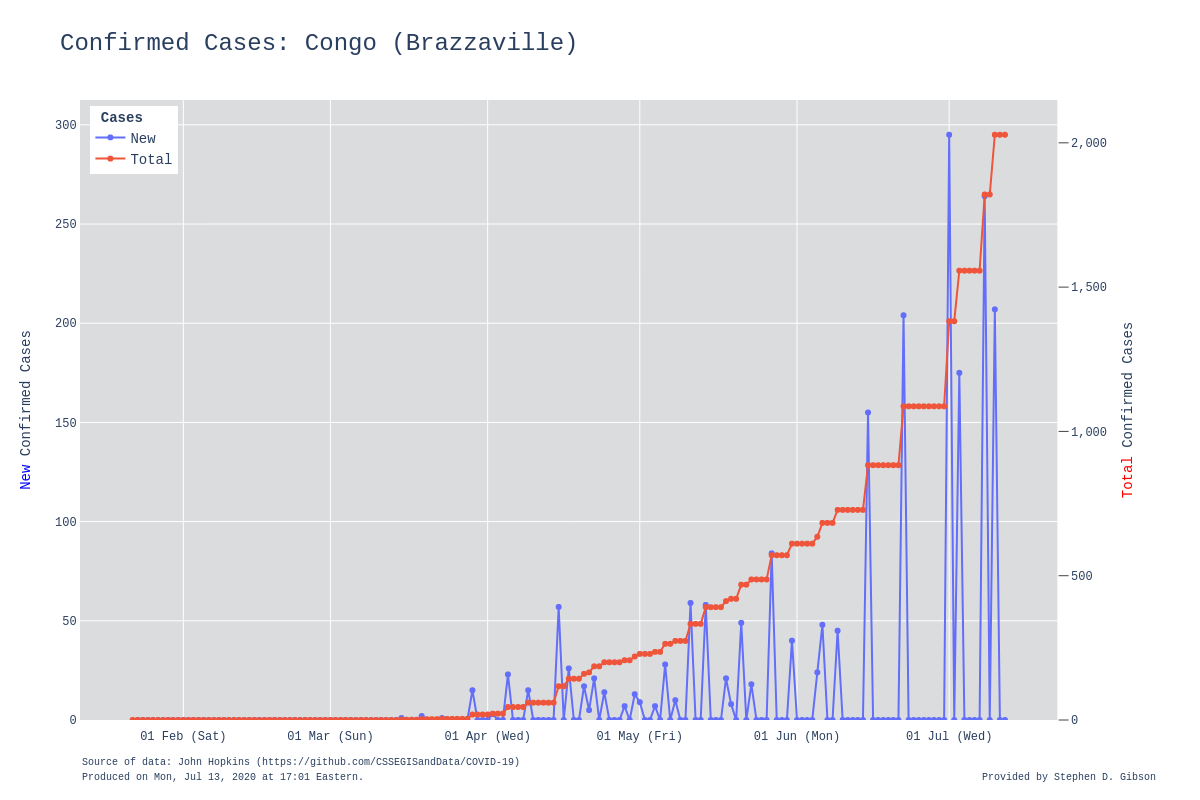 Confirmed Cases: Congo (Brazzaville)
Cases
New
Total
300
250
200
150
100
50
0
2,000
1,500
1,000
500
0
New Confirmed Cases
Total Confirmed Cases
01 Feb (Sat)
01 Mar (Sun)
01 Apr (Wed)
01 May (Fri)
01 Jun (Mon)
01 Jul (Wed)
Source of data: John Hopkins (https://github.com/CSSEGISandData/COVID-19)
Produced on Mon, Jul 13, 2020 at 17:01 Eastern.
Provided by Stephen D. Gibson